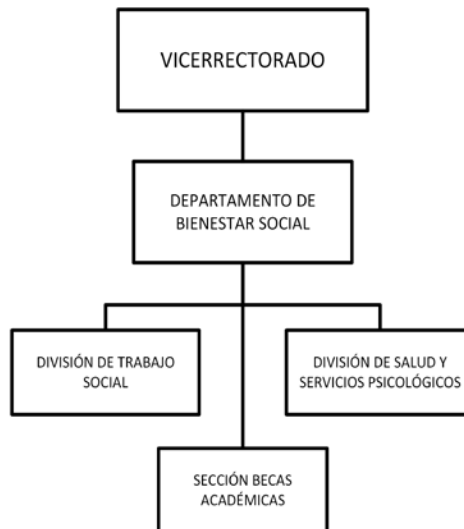 VICERRECTORADO
DEPARTAMENTO DE
BIENESTAR SOCIAL
DIVISIÓN DE TRABAJO
SOCIAL
DIVISIÓN DE SALUD Y
SERVICIOS PSICOLÓGICOS
SECCIÓN BECAS
ACADÉMICAS